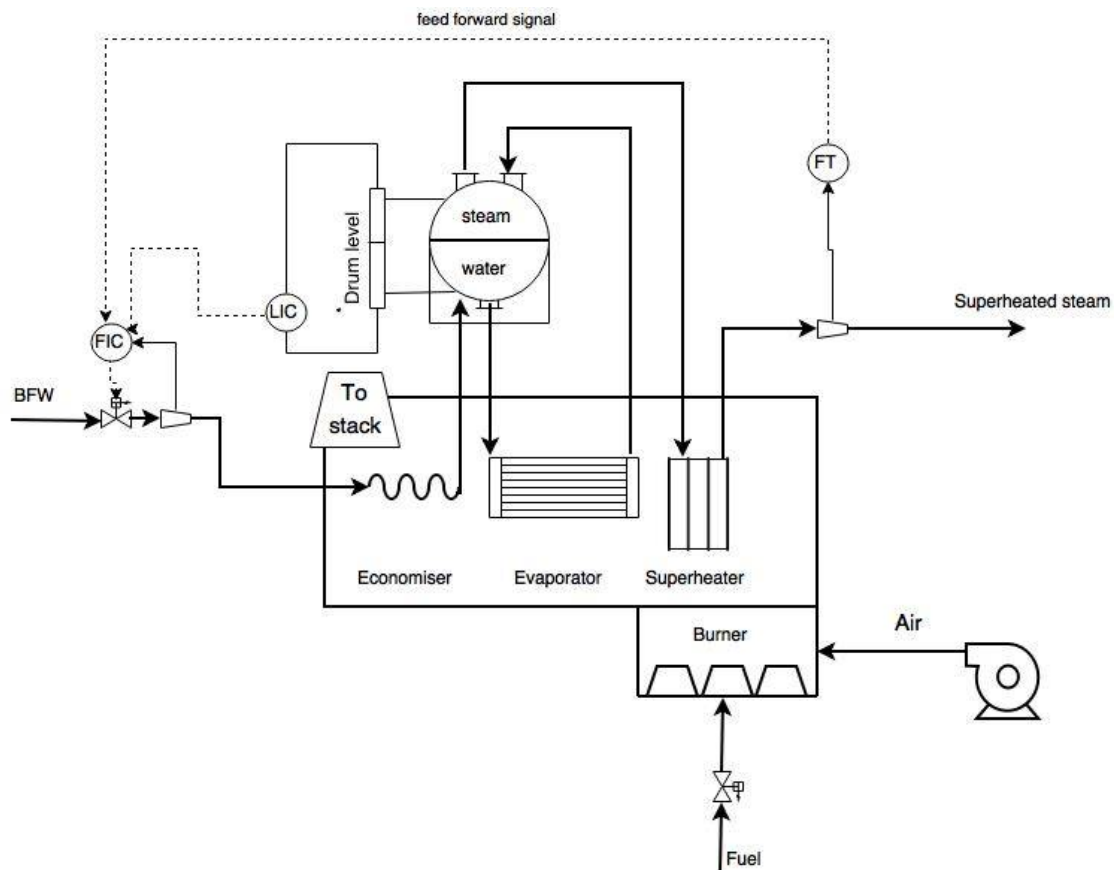 feed forward signal
FT
steam
water
Drum level
LIC
FIC
Superheated steam
BFW
To
stack
Economiser
Evaporator
Superheater
Burner
Air
Fuel